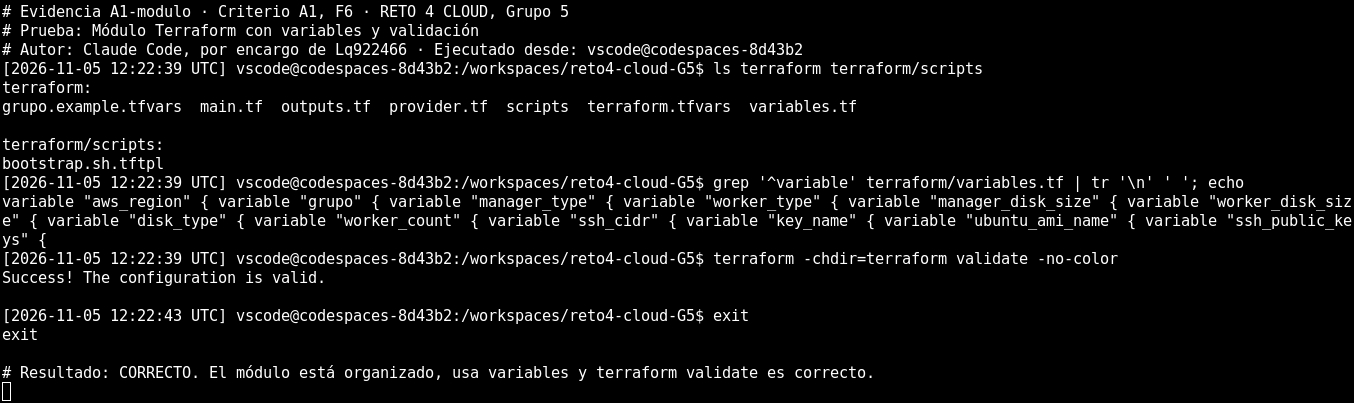 # Evidencia A1-modulo · Criterio A1, F6 · RETO 4 CLOUD, Grupo 5
# Prueba: Módulo Terraform con variables y validación
# Autor: Claude Code, por encargo de Lq922466 · Ejecutado desde: vscode@codespaces-8d43b2
[2026-11-05 12:22:39 UTC] vscode@codespaces-8d43b2:/workspaces/reto4-cloud-G5$ ls terraform terraform/scripts
terraform:
grupo.example.tfvars  main.tf  outputs.tf  provider.tf  scripts  terraform.tfvars  variables.tf

terraform/scripts:
bootstrap.sh.tftpl
[2026-11-05 12:22:39 UTC] vscode@codespaces-8d43b2:/workspaces/reto4-cloud-G5$ grep '^variable' terraform/variables.tf | tr '\n' ' '; echo
variable "aws_region" { variable "grupo" { variable "manager_type" { variable "worker_type" { variable "manager_disk_size" { variable "worker_disk_siz
e" { variable "disk_type" { variable "worker_count" { variable "ssh_cidr" { variable "key_name" { variable "ubuntu_ami_name" { variable "ssh_public_ke
ys" {
[2026-11-05 12:22:39 UTC] vscode@codespaces-8d43b2:/workspaces/reto4-cloud-G5$ terraform -chdir=terraform validate -no-color
Success! The configuration is valid.

[2026-11-05 12:22:43 UTC] vscode@codespaces-8d43b2:/workspaces/reto4-cloud-G5$ exit
exit

# Resultado: CORRECTO. El módulo está organizado, usa variables y terraform validate es correcto.